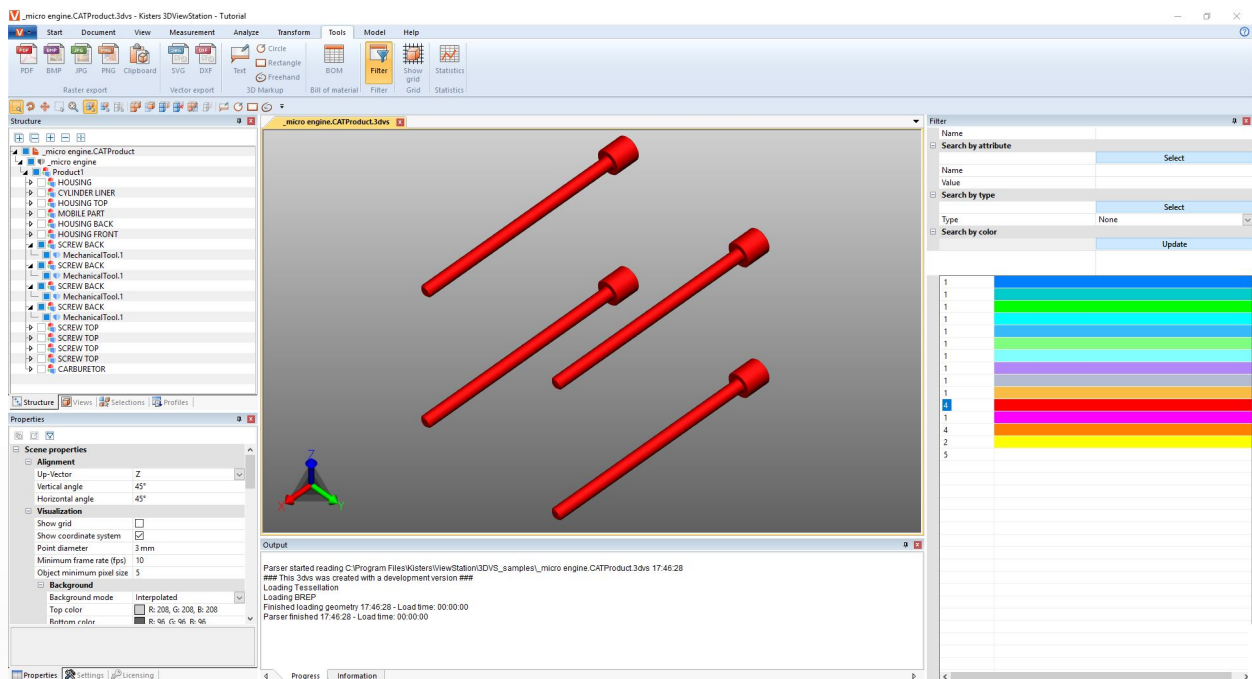 _micro engine.CATProduct.3dvs - Kisters 3DViewStation - Tutorial
Start Document View Measurement Analyze Transform Tools Model Help
PDF BMP JPG PNG Clipboard SVG DXF Text Circle Rectangle Freehand BOM Filter Show grid Statistics
Raster export Vector export 3D Markup Bill of material Filter Grid Statistics
Structure
_micro engine.CATProduct
_micro engine
Product1
HOUSING
CYLINDER LINER
HOUSING TOP
MOBILE PART
HOUSING BACK
HOUSING FRONT
SCREW BACK
MechanicalTool.1
SCREW BACK
MechanicalTool.1
SCREW BACK
MechanicalTool.1
SCREW BACK
MechanicalTool.1
SCREW TOP
SCREW TOP
SCREW TOP
SCREW TOP
CARBURETOR
Structure Views Selections Profiles
Properties
Scene properties
Alignment
Up-Vector Z
Vertical angle 45°
Horizontal angle 45°
Visualization
Show grid
Show coordinate system
Point diameter 3 mm
Minimum frame rate (fps) 10
Object minimum pixel size 5
Background
Background mode Interpolated
Top color R: 208, G: 208, B: 208
Bottom color R: 96, G: 96, B: 96
Properties Settings Licensing
_micro engine.CATProduct.3dvs
Z
X
Y
Output
Parser started reading C:\Program Files\Kisters\ViewStation\3DVS_samples\_micro engine.CATProduct.3dvs 17:46:28
### This 3dvs was created with a development version ###
Loading Tessellation
Loading BREP
Finished loading geometry 17:46:28 - Load time: 00:00:00
Parser finished 17:46:28 - Load time: 00:00:00
Progress Information
Filter
Name
Search by attribute
Select
Name
Value
Search by type
Select
Type None
Search by color
Update
1
1
1
1
1
1
1
1
1
1
4
1
4
2
5